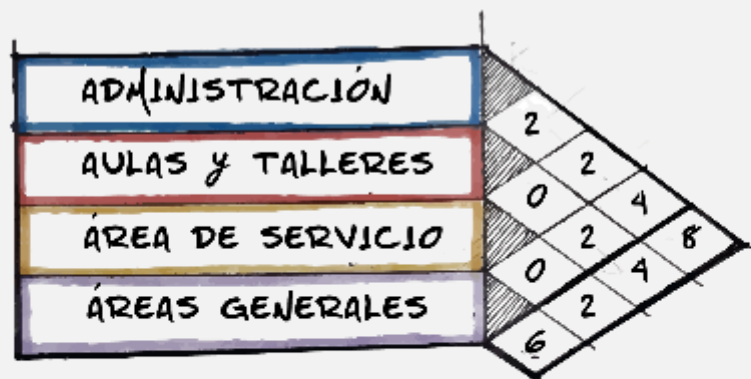 ADMINISTRACIÓN
AULAS Y TALLERES
ÁREA DE SERVICIO
ÁREAS GENERALES
2
2
0
4
2
8
0
4
2
6